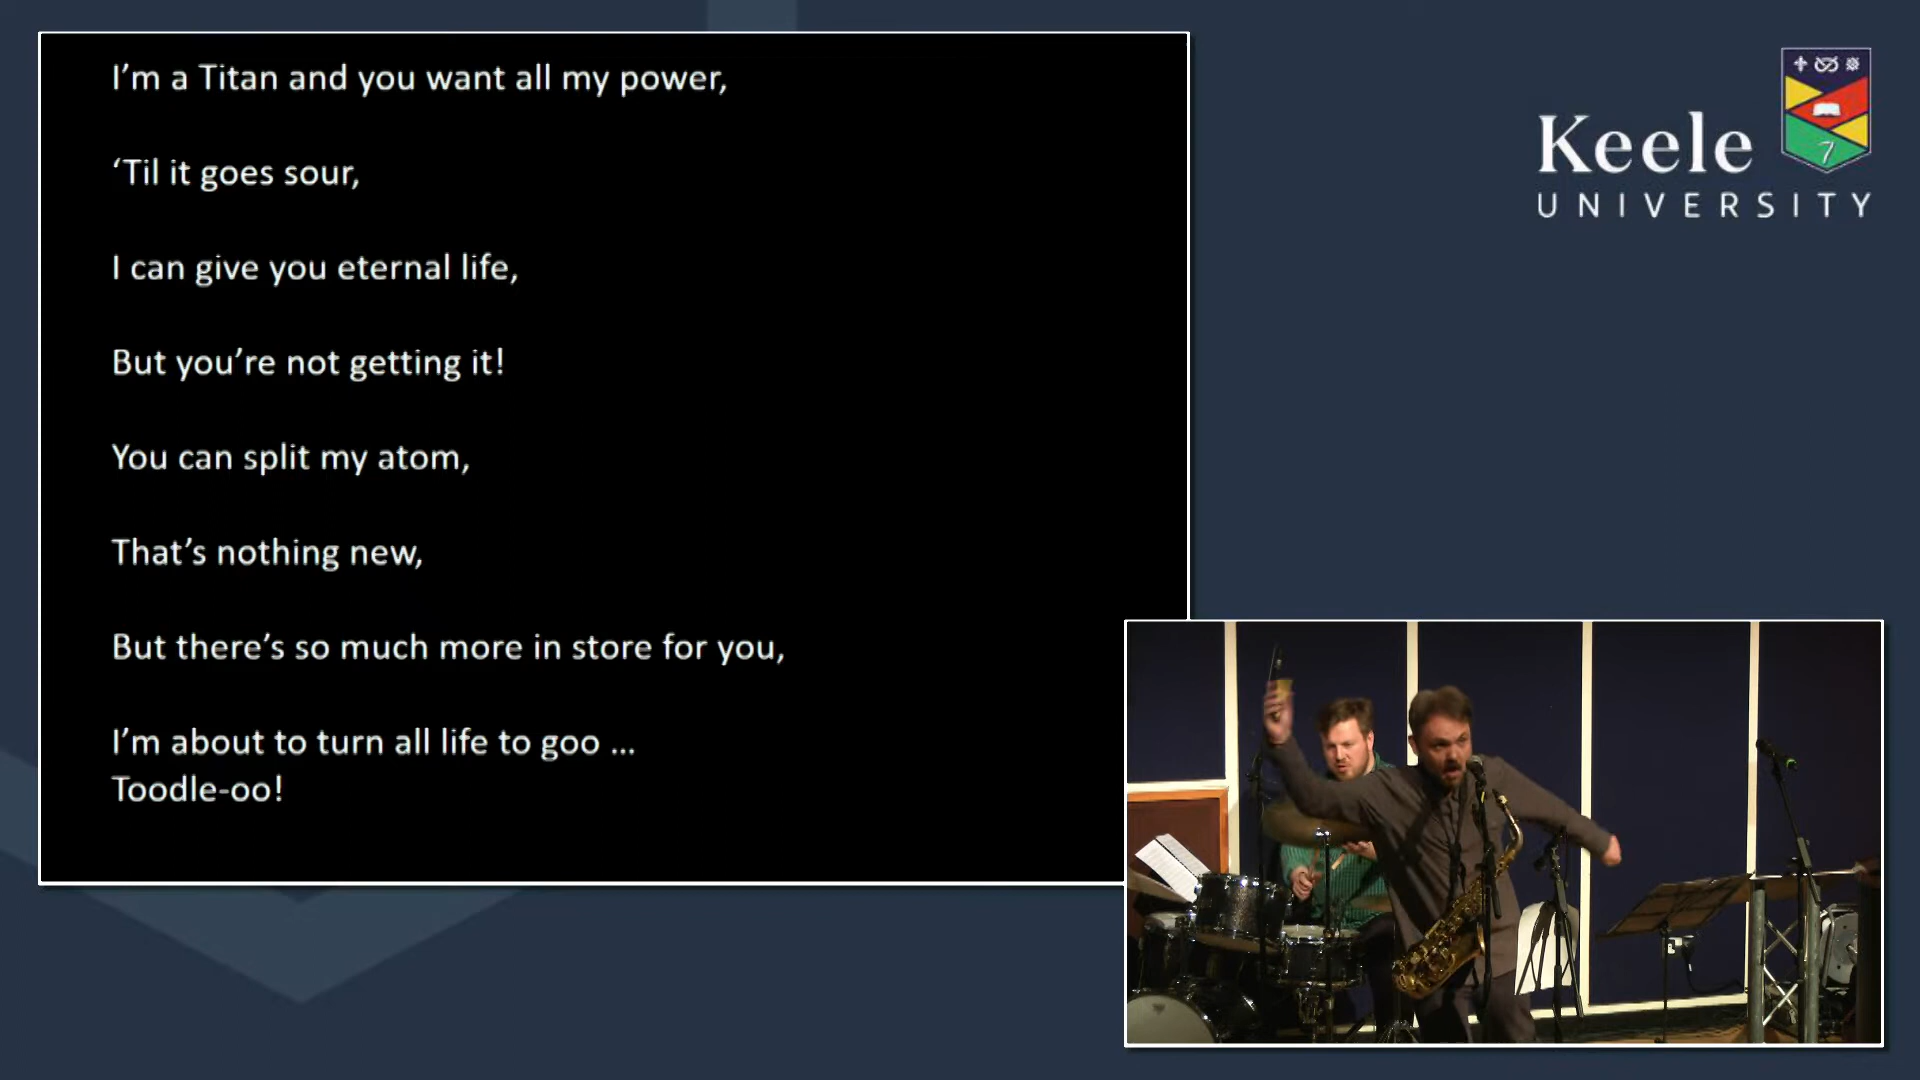 I’m a Titan and you want all my power,
‘Til it goes sour,
I can give you eternal life,
But you’re not getting it!
You can split my atom,
That’s nothing new,
But there’s so much more in store for you,
I’m about to turn all life to goo ...
Toodle-oo!
Keele
UNIVERSITY